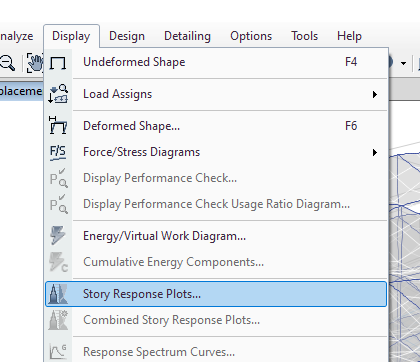 nalyze Display Design Detailing Options Tools Help
Undeformed Shape F4
placeme
Load Assigns
Deformed Shape... F6
F/S Force/Stress Diagrams
P Display Performance Check...
P Display Performance Check Usage Ratio Diagram...
Energy/Virtual Work Diagram...
C Cumulative Energy Components...
Story Response Plots...
Combined Story Response Plots...
G Response Spectrum Curves...